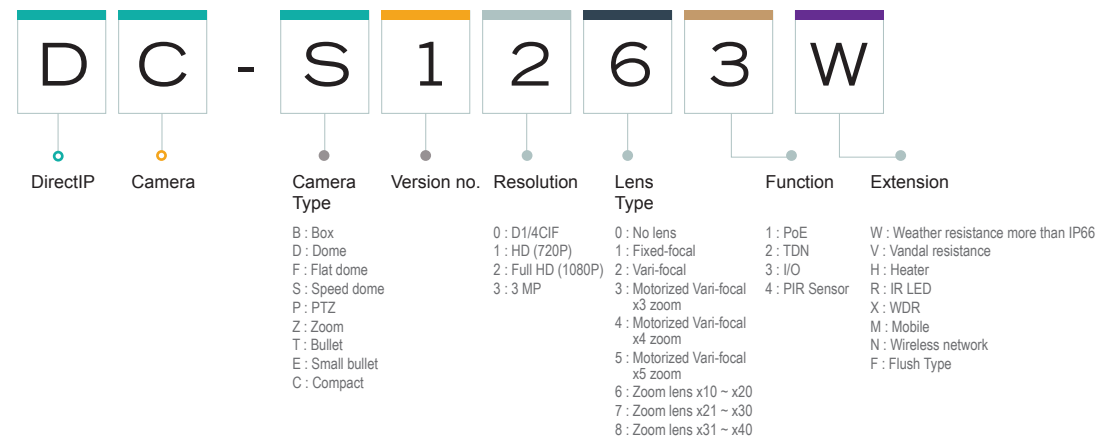 DC-S1263W
DirectIP
Camera
Camera
Type
B : Box
D : Dome
F : Flat dome
S : Speed dome
P : PTZ
Z : Zoom
T : Bullet
E : Small bullet
C : Compact
Version no.
Resolution
0 : D1/4CIF
1 : HD (720P)
2 : Full HD (1080P)
3 : 3 MP
Lens
Type
0 : No lens
1 : Fixed-focal
2 : Vari-focal
3 : Motorized Vari-focal
x3 zoom
4 : Motorized Vari-focal
x4 zoom
5 : Motorized Vari-focal
x5 zoom
6 : Zoom lens x10 ~ x20
7 : Zoom lens x21 ~ x30
8 : Zoom lens x31 ~ x40
Function
1 : PoE
2 : TDN
3 : I/O
4 : PIR Sensor
Extension
W : Weather resistance more than IP66
V : Vandal resistance
H : Heater
R : IR LED
X : WDR
M : Mobile
N : Wireless network
F : Flush Type